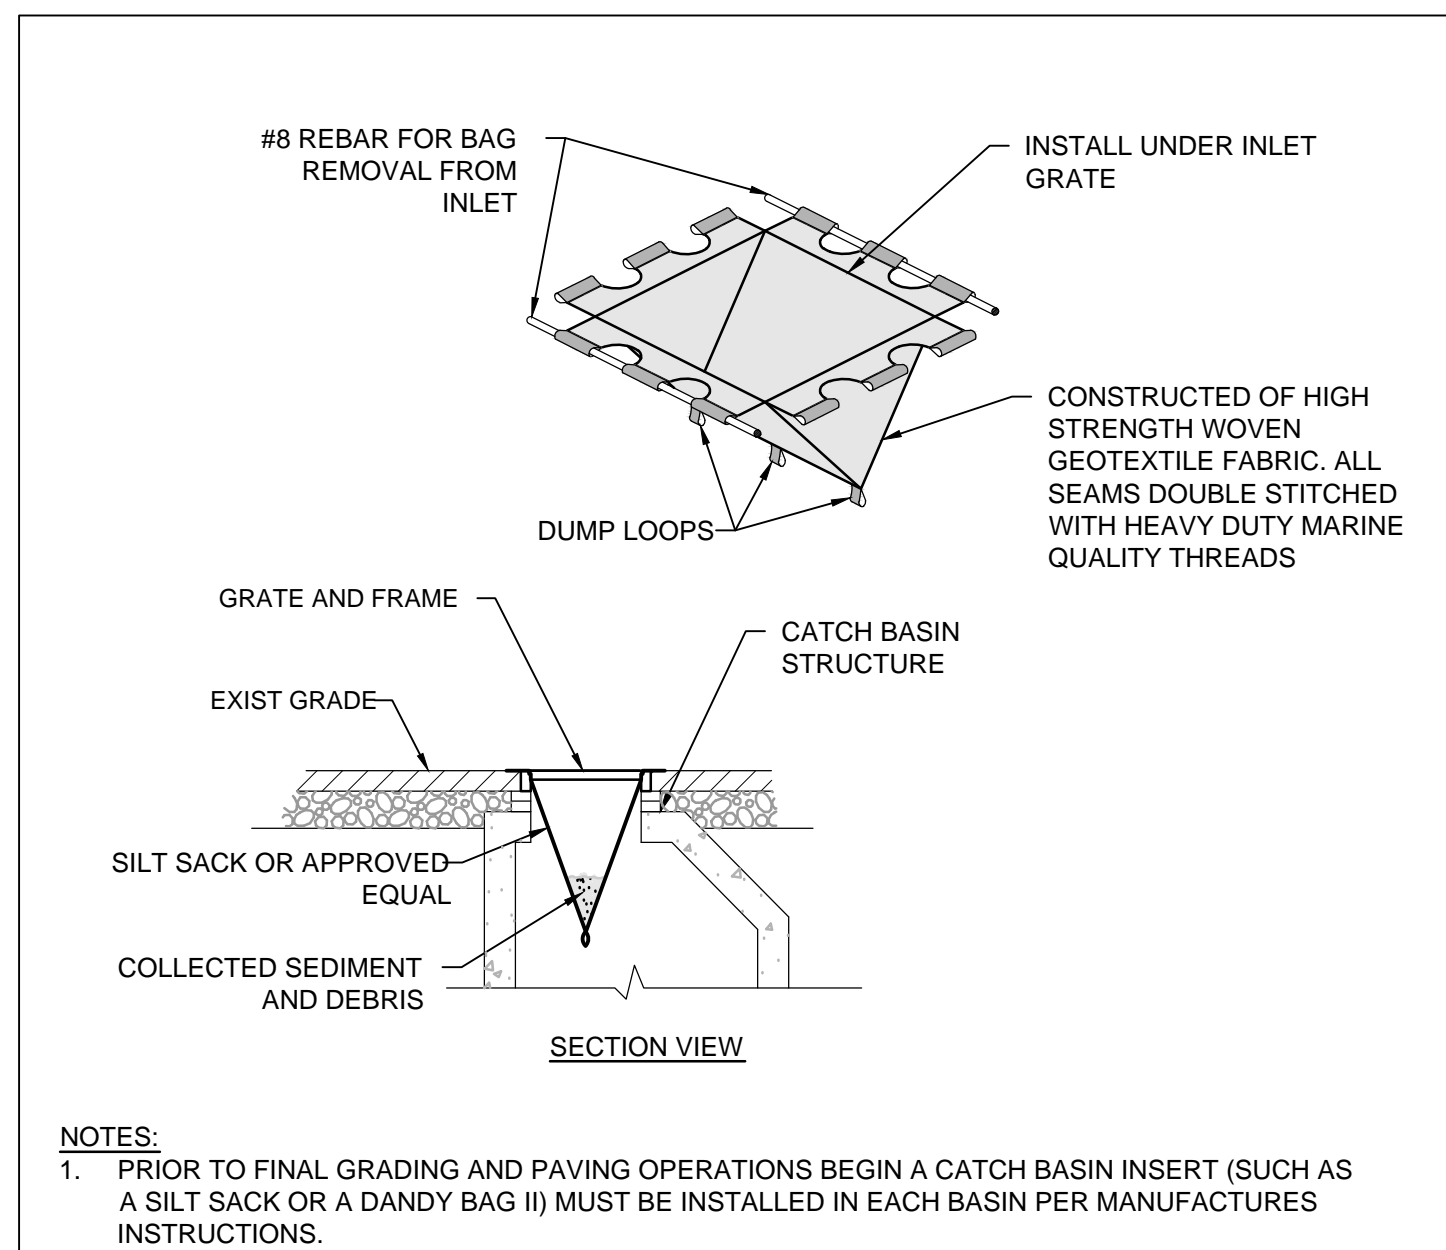 #8 REBAR FOR BAG
REMOVAL FROM
INLET
INSTALL UNDER INLET
GRATE
CONSTRUCTED OF HIGH
STRENGTH WOVEN
GEOTEXTILE FABRIC. ALL
SEAMS DOUBLE STITCHED
WITH HEAVY DUTY MARINE
QUALITY THREADS
DUMP LOOPS
GRATE AND FRAME
CATCH BASIN
STRUCTURE
EXIST GRADE
SILT SACK OR APPROVED
EQUAL
COLLECTED SEDIMENT
AND DEBRIS
SECTION VIEW
NOTES:
1. PRIOR TO FINAL GRADING AND PAVING OPERATIONS BEGIN A CATCH BASIN INSERT (SUCH AS
A SILT SACK OR A DANDY BAG II) MUST BE INSTALLED IN EACH BASIN PER MANUFACTURES
INSTRUCTIONS.